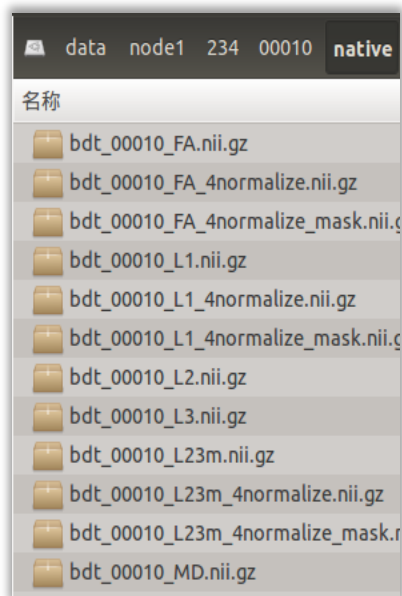 data node1 234 00010 native
名称
bdt_00010_FA.nii.gz
bdt_00010_FA_4normalize.nii.gz
bdt_00010_FA_4normalize_mask.nii.g
bdt_00010_L1.nii.gz
bdt_00010_L1_4normalize.nii.gz
bdt_00010_L1_4normalize_mask.nii.g
bdt_00010_L2.nii.gz
bdt_00010_L3.nii.gz
bdt_00010_L23m.nii.gz
bdt_00010_L23m_4normalize.nii.gz
bdt_00010_L23m_4normalize_mask.n
bdt_00010_MD.nii.gz